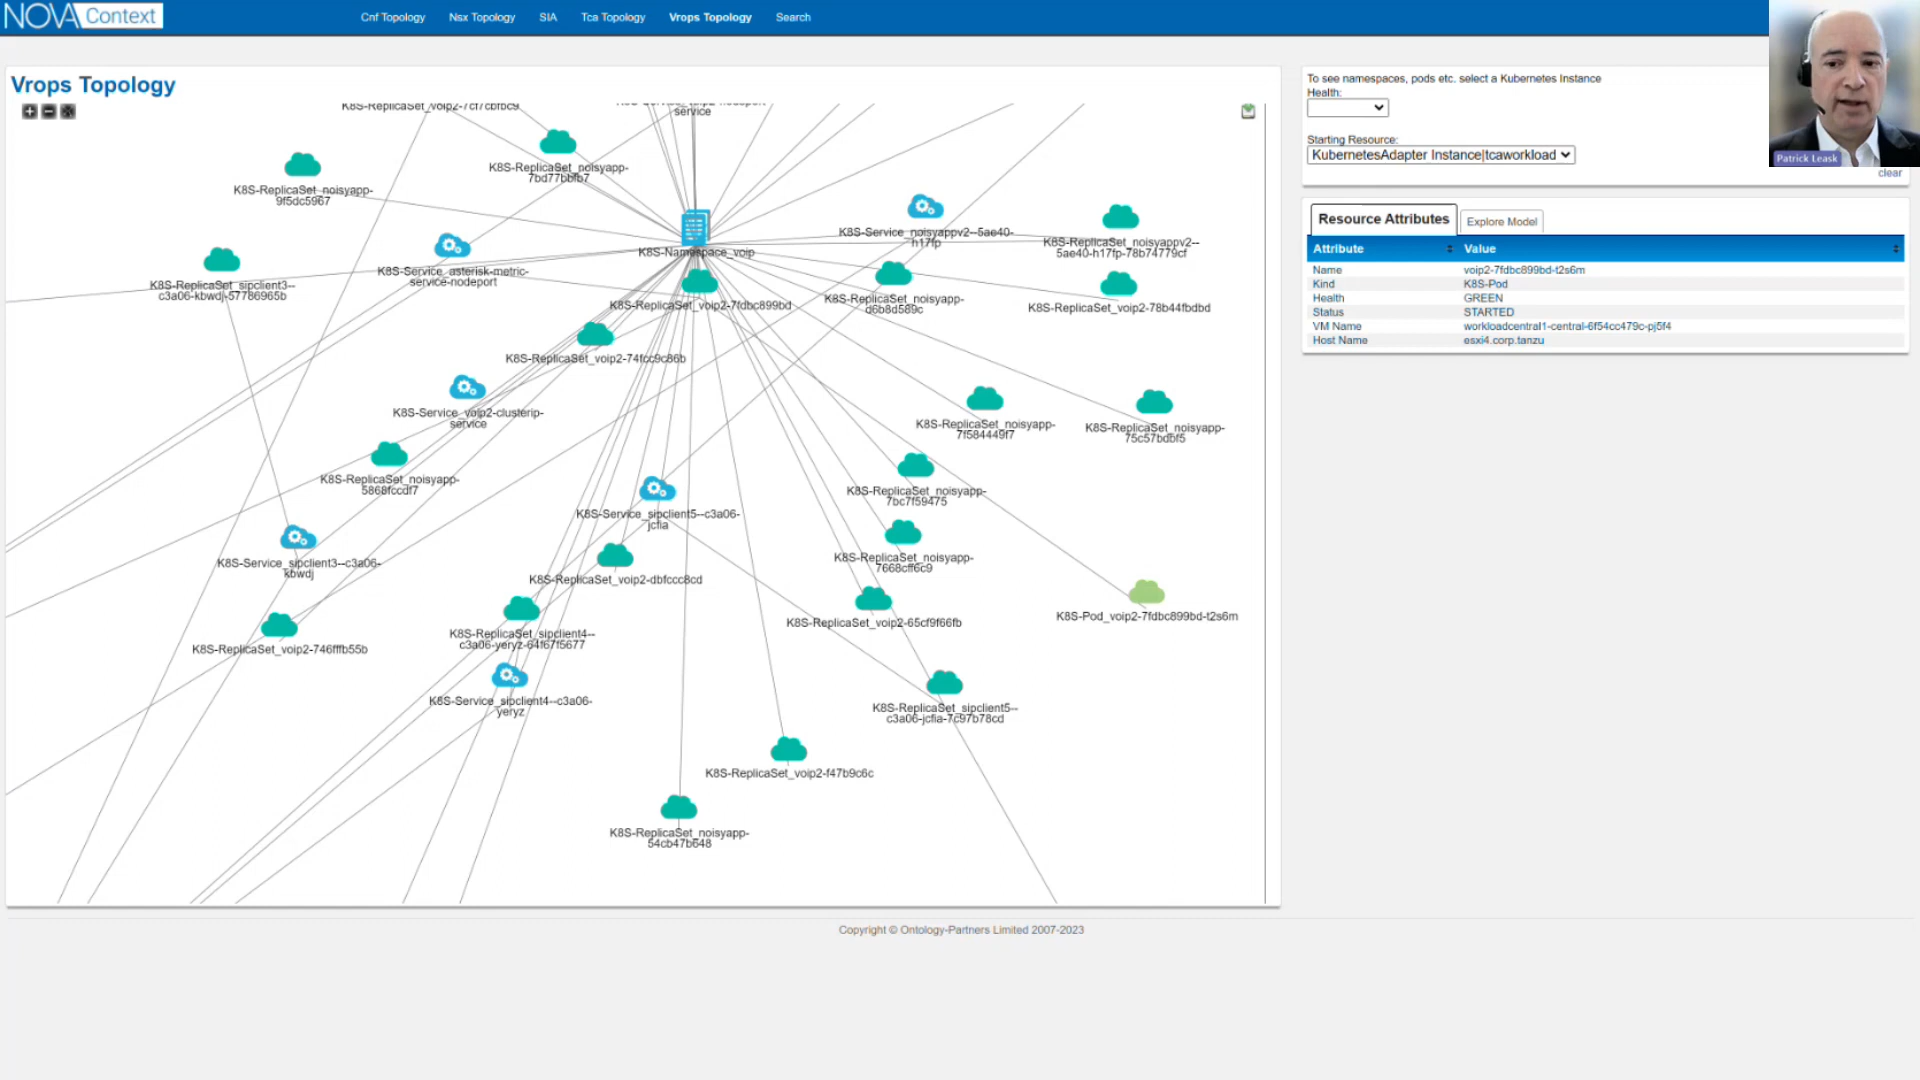 NOVA Context
Cnf Topology
Nsx Topology
SIA
Tca Topology
Vrops Topology
Search
Vrops Topology
K8S-ReplicaSet_voip2-7cf7cbfbc9
service
K8S-ReplicaSet_noisyapp-
7bd77bbfb7
K8S-ReplicaSet_noisyapp-
9f5dc5967
K8S-Namespace_voip
K8S-Service_noisyappv2--5ae40-
h17fp
K8S-ReplicaSet_noisyappv2--
5ae40-h17fp-78b74779cf
K8S-Service_asterisk-metric-
service-nodeport
K8S-ReplicaSet_sipclient3--
c3a06-kbwdj-57786965b
K8S-ReplicaSet_voip2-7fdbc899bd
K8S-ReplicaSet_noisyapp-
d6b8d589c
K8S-ReplicaSet_voip2-78b44fbdbd
K8S-ReplicaSet_voip2-74fcc9c86b
K8S-Service_voip2-clusterip-
service
K8S-ReplicaSet_noisyapp-
7f584449f7
K8S-ReplicaSet_noisyapp-
75c57bdbf5
K8S-ReplicaSet_noisyapp-
5868fccdf7
K8S-ReplicaSet_noisyapp-
7bc7f59475
K8S-Service_sipclient5--c3a06-
jcfia
K8S-Service_sipclient3--c3a06-
kbwdj
K8S-ReplicaSet_noisyapp-
7668cff6c9
K8S-ReplicaSet_voip2-dbfccc8cd
K8S-Pod_voip2-7fdbc899bd-t2s6m
K8S-ReplicaSet_voip2-65cf9f66fb
K8S-ReplicaSet_sipclient4--
c3a06-yeryz-64f67f5677
K8S-ReplicaSet_voip2-746fffb55b
K8S-Service_sipclient4--c3a06-
yeryz
K8S-ReplicaSet_sipclient5--
c3a06-jcfia-7c97b78cd
K8S-ReplicaSet_voip2-f47b9c6c
K8S-ReplicaSet_noisyapp-
54cb47b648
To see namespaces, pods etc. select a Kubernetes Instance
Health:
Starting Resource:
KubernetesAdapter Instance|tcaworkload
clear
Patrick Leask
Resource Attributes
Explore Model
Attribute Value
Name voip2-7fdbc899bd-t2s6m
Kind K8S-Pod
Health GREEN
Status STARTED
VM Name workloadcentral1-central-6f54cc479c-pj5f4
Host Name esxi4.corp.tanzu
Copyright © Ontology-Partners Limited 2007-2023